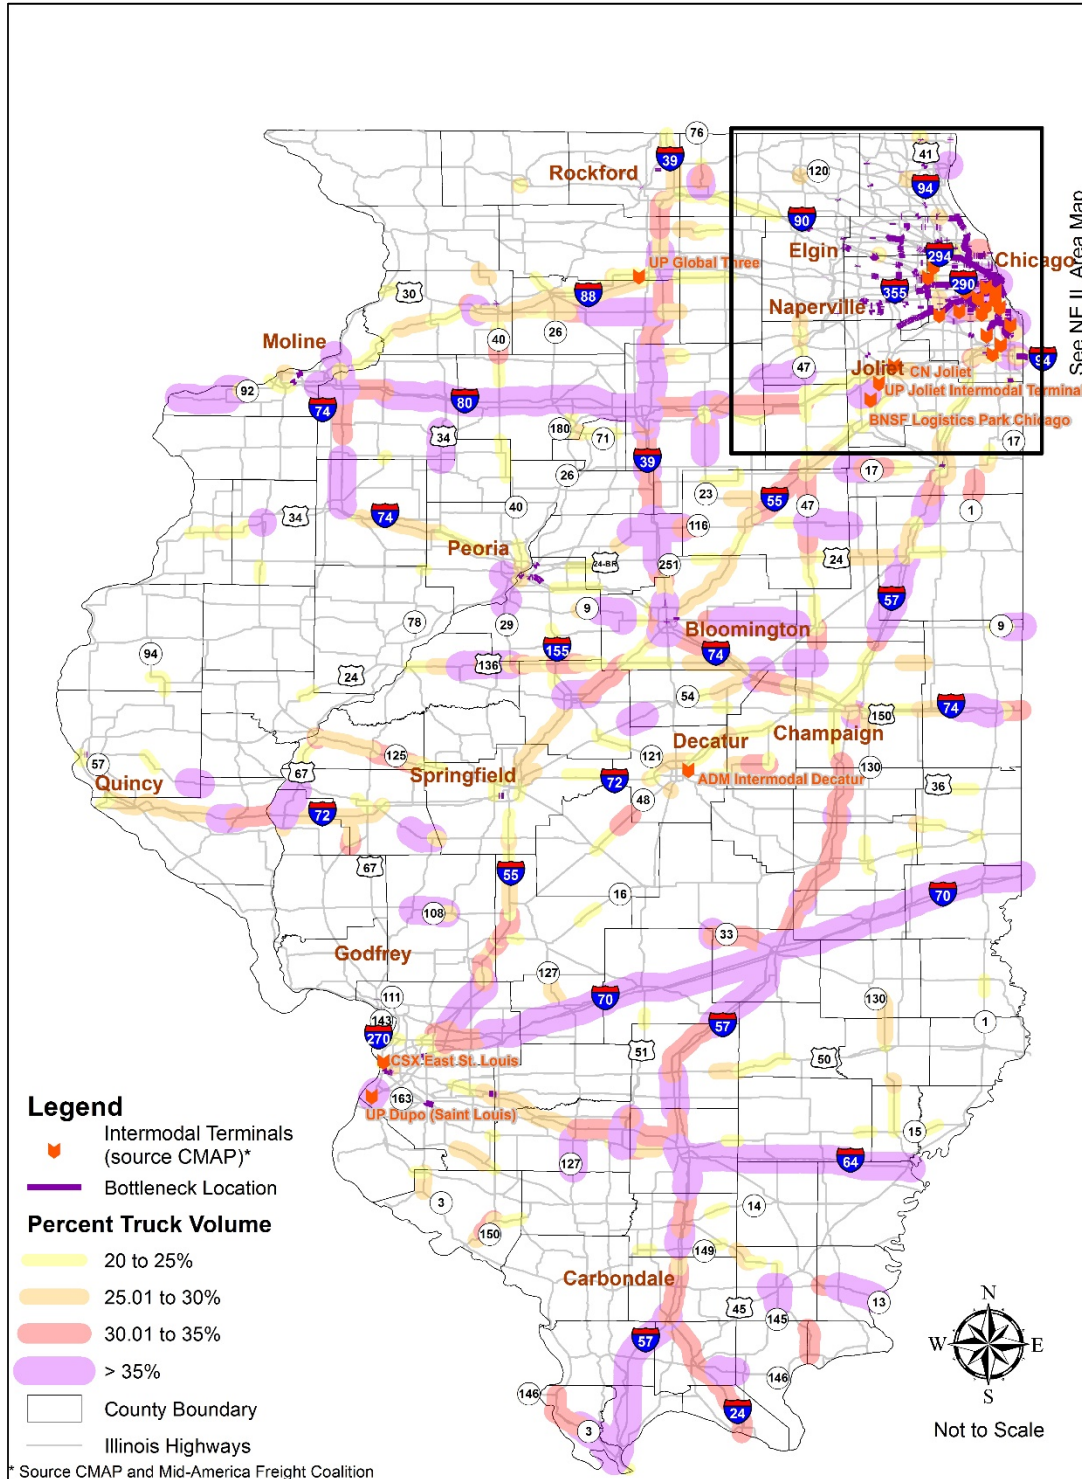 76
39
41
Rockford
120
94
90
See NE IL Area Map
Elgin
294
Chicago
UP Global Three
290
88
355
30
Naperville
26
Moline
40
94
47
Joliet
CN Joliet
92
80
UP Joliet Intermodal Terminal
74
BNSF Logistics Park Chicago
180
34
71
17
39
17
26
23
55
40
47
34
74
116
1
Peoria
24-BR
251
24
57
9
78
29
Bloomington
9
94
155
74
136
24
54
74
150
Decatur
Champaign
125
121
57
67
Springfield
130
Quincy
72
ADM Intermodal Decatur
36
48
72
67
55
70
16
108
33
Godfrey
127
111
70
130
143
57
1
270
51
50
CSX East St. Louis
163
UP Dupo (Saint Louis)
15
127
64
3
14
150
149
Carbondale
13
45
145
57
146
146
24
3
Legend
Intermodal Terminals
(source CMAP)*
Bottleneck Location
Percent Truck Volume
20 to 25%
25.01 to 30%
30.01 to 35%
> 35%
County Boundary
Illinois Highways
* Source CMAP and Mid-America Freight Coalition
N
W
E
S
Not to Scale